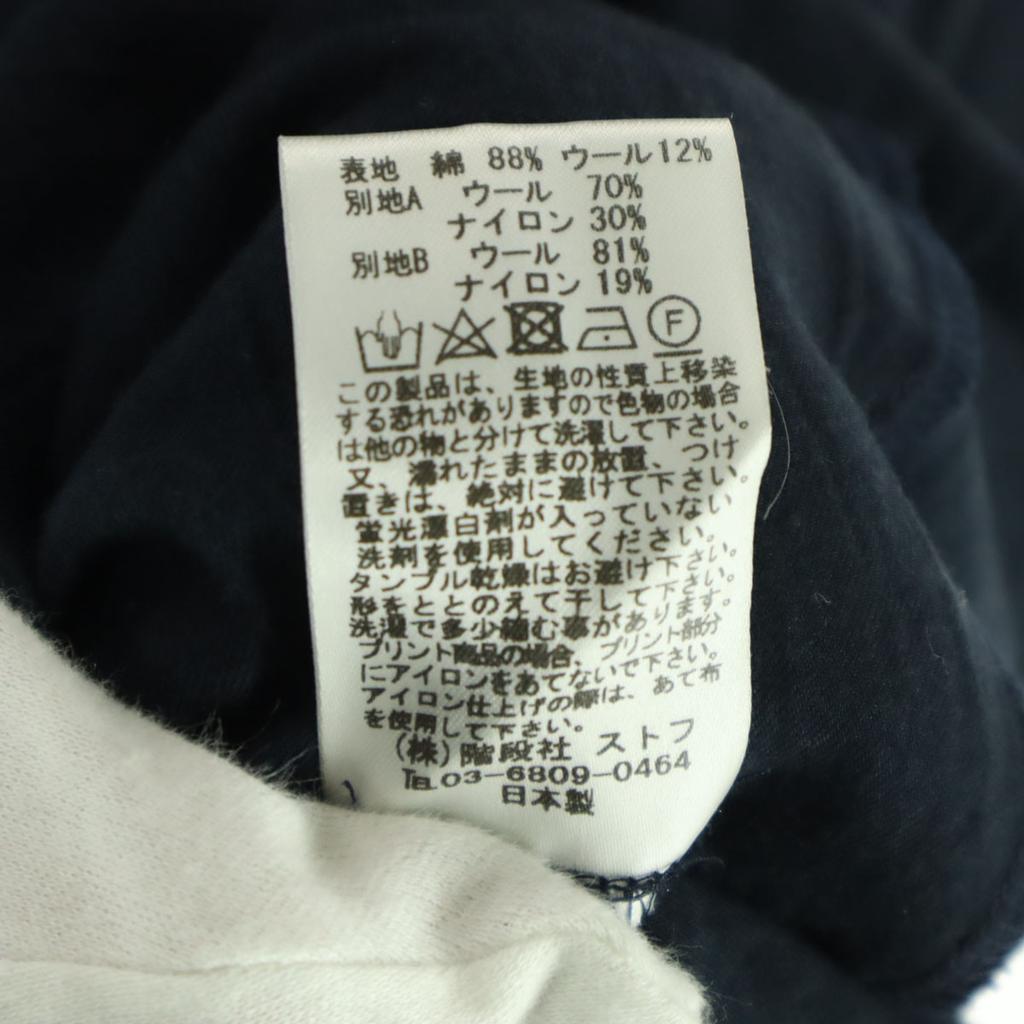 表地 綿 88% ウール12%
別地A ウール 70%
ナイロン 30%
別地B ウール 81%
ナイロン 19%
F
この製品は、生地の性質上移染
する恐れがありますので色物の場合
は他の物と分けて洗濯して下さい。
又、濡れたままの放置、つけ
置きは、絶対に避けて下さい。
蛍光漂白剤が入っていない
洗剤を使用してください。
タンブル乾燥はお避け下さい。
形をととのえて干して下さい。
洗濯で多少縮む事があります。
プリント商品の場合、プリント部分
にアイロンをあてないで下さい。
アイロン仕上げの際は、あて布
を使用して下さい。
(株)階段社 ストフ
TEL 03-6809-0464
日本製